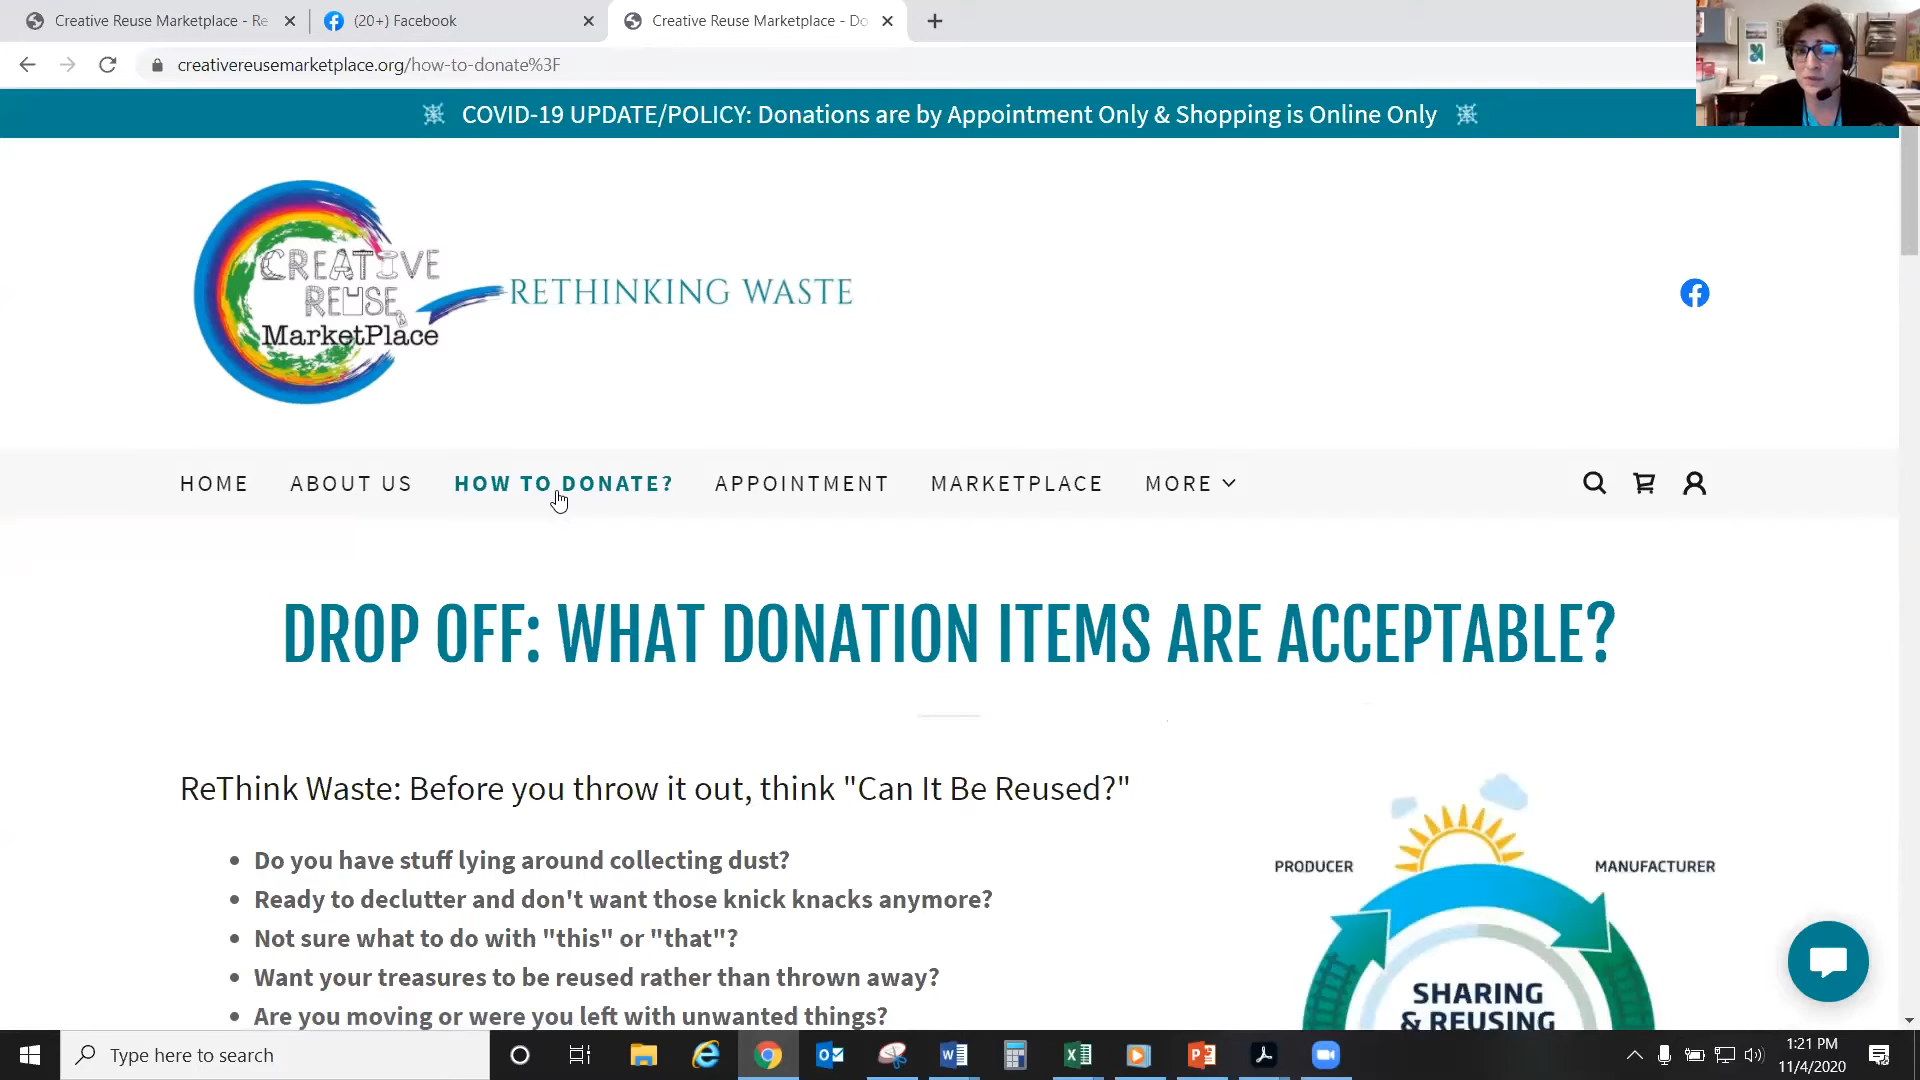 Creative Reuse Marketplace - Re
(20+) Facebook
Creative Reuse Marketplace - Do
creativereusemarketplace.org/how-to-donate%3F
COVID-19 UPDATE/POLICY: Donations are by Appointment Only & Shopping is Online Only
CREATIVE
REUSE
MarketPlace
RETHINKING WASTE
HOME ABOUT US HOW TO DONATE? APPOINTMENT MARKETPLACE MORE
DROP OFF: WHAT DONATION ITEMS ARE ACCEPTABLE?
ReThink Waste: Before you throw it out, think "Can It Be Reused?"
• Do you have stuff lying around collecting dust?
• Ready to declutter and don't want those knick knacks anymore?
• Not sure what to do with "this" or "that"?
• Want your treasures to be reused rather than thrown away?
• Are you moving or were you left with unwanted things?
PRODUCER
MANUFACTURER
SHARING
& REUSING
Type here to search
1:21 PM
11/4/2020